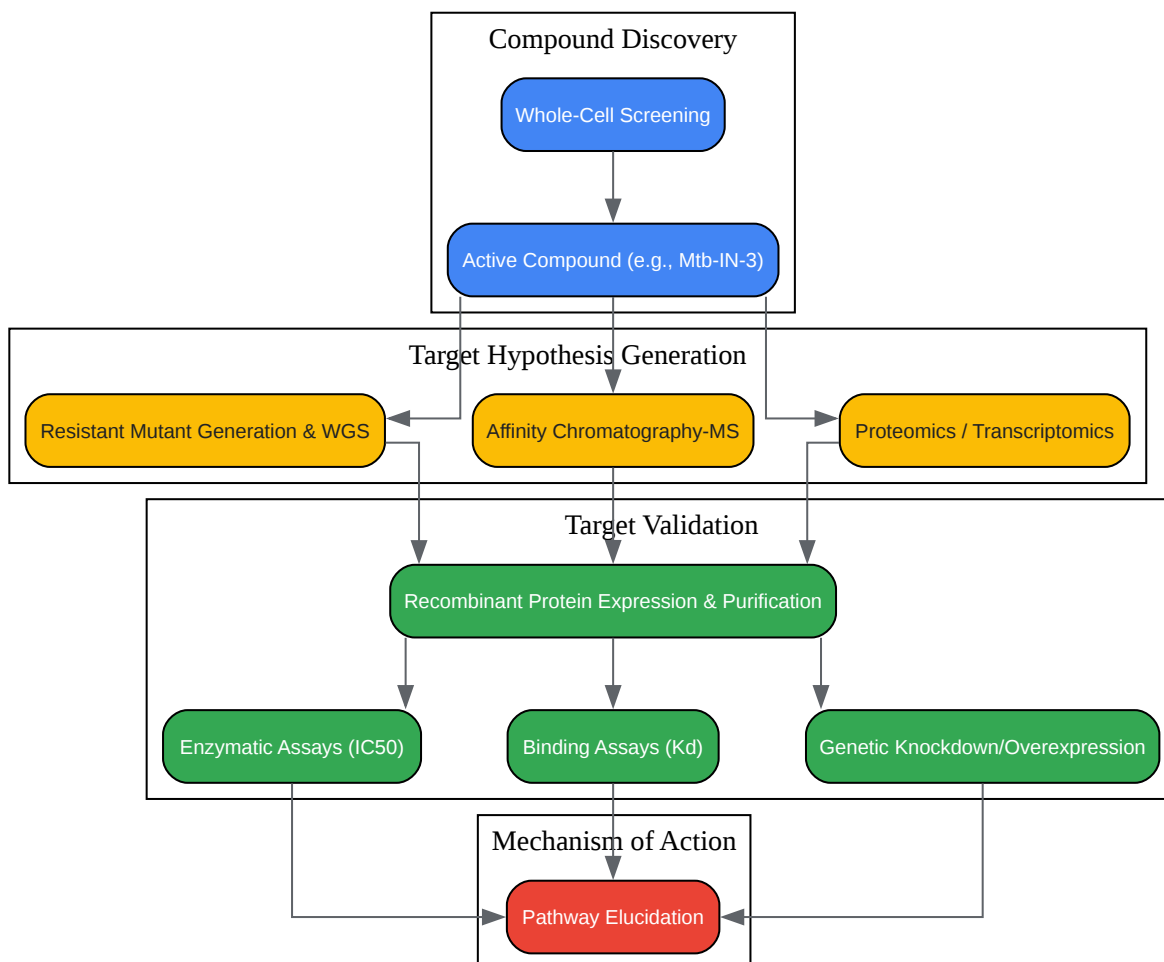 Compound Discovery
Whole-Cell Screening
Active Compound (e.g., Mtb-IN-3)
Target Hypothesis Generation
Resistant Mutant Generation & WGS
Affinity Chromatography-MS
Proteomics / Transcriptomics
Target Validation
Recombinant Protein Expression & Purification
Enzymatic Assays (IC50)
Binding Assays (Kd)
Genetic Knockdown/Overexpression
Mechanism of Action
Pathway Elucidation